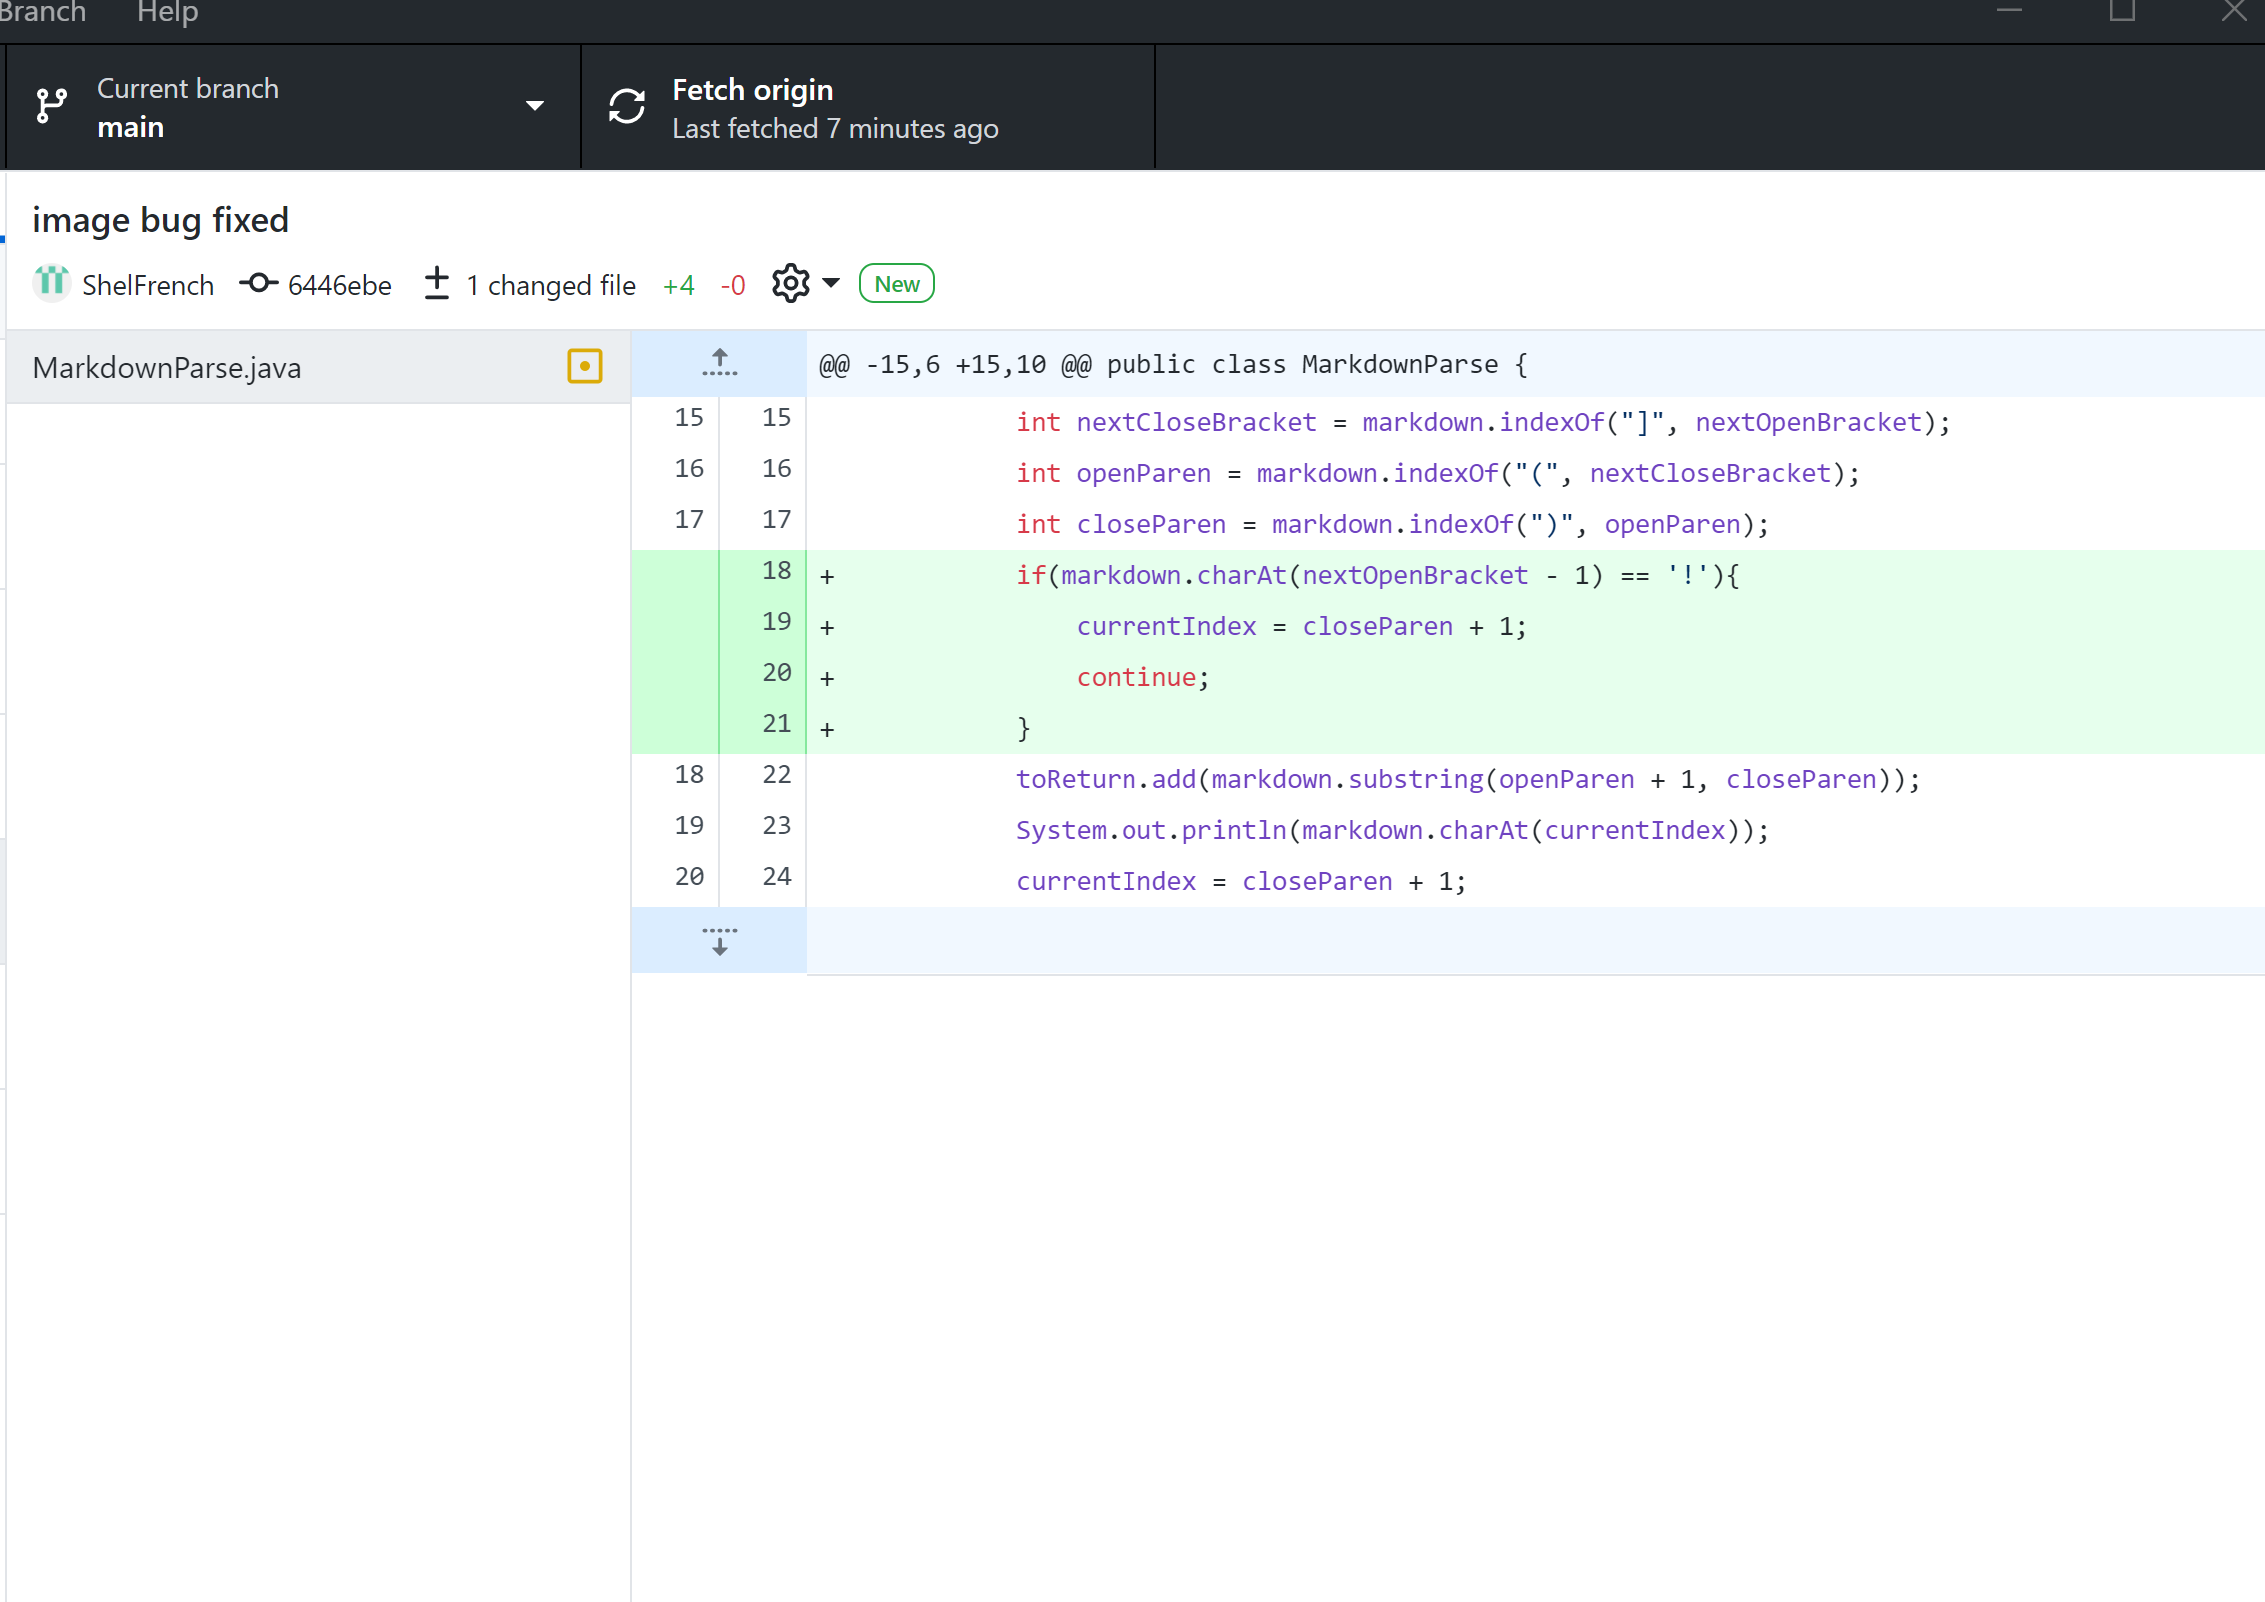 Branch Help
Current branch
main
Fetch origin
Last fetched 7 minutes ago
image bug fixed
ShelFrench 6446ebe 1 changed file +4 -0 New
MarkdownParse.java
@@ -15,6 +15,10 @@ public class MarkdownParse {
15 15 int nextCloseBracket = markdown.indexOf("]", nextOpenBracket);
16 16 int openParen = markdown.indexOf("(", nextCloseBracket);
17 17 int closeParen = markdown.indexOf(")", openParen);
18 + if(markdown.charAt(nextOpenBracket - 1) == '!'){
19 + currentIndex = closeParen + 1;
20 + continue;
21 + }
18 22 toReturn.add(markdown.substring(openParen + 1, closeParen));
19 23 System.out.println(markdown.charAt(currentIndex));
20 24 currentIndex = closeParen + 1;